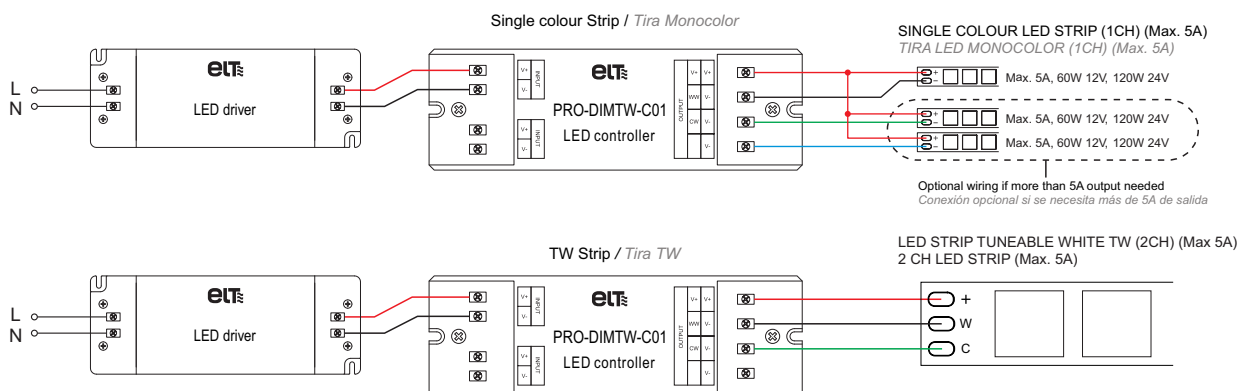 Single colour Strip / Tira Monocolor
SINGLE COLOUR LED STRIP (1CH) (Max. 5A)
TIRA LED MONOCOLOR (1CH) (Max. 5A)
L
N
ELT
LED driver
V+
V-
INPUT
V+
V-
INPUT
ELT
PRO-DIMTW-C01
LED controller
OUTPUT
V+ V+
WW V-
CW V-
V-
+
-
Max. 5A, 60W 12V, 120W 24V
+
-
Max. 5A, 60W 12V, 120W 24V
+
-
Max. 5A, 60W 12V, 120W 24V
Optional wiring if more than 5A output needed
Conexión opcional si se necesita más de 5A de salida
TW Strip / Tira TW
LED STRIP TUNEABLE WHITE TW (2CH) (Max 5A)
2 CH LED STRIP (Max. 5A)
L
N
ELT
LED driver
V+
V-
INPUT
V+
V-
INPUT
ELT
PRO-DIMTW-C01
LED controller
OUTPUT
V+ V+
WW V-
CW V-
V-
+
W
C